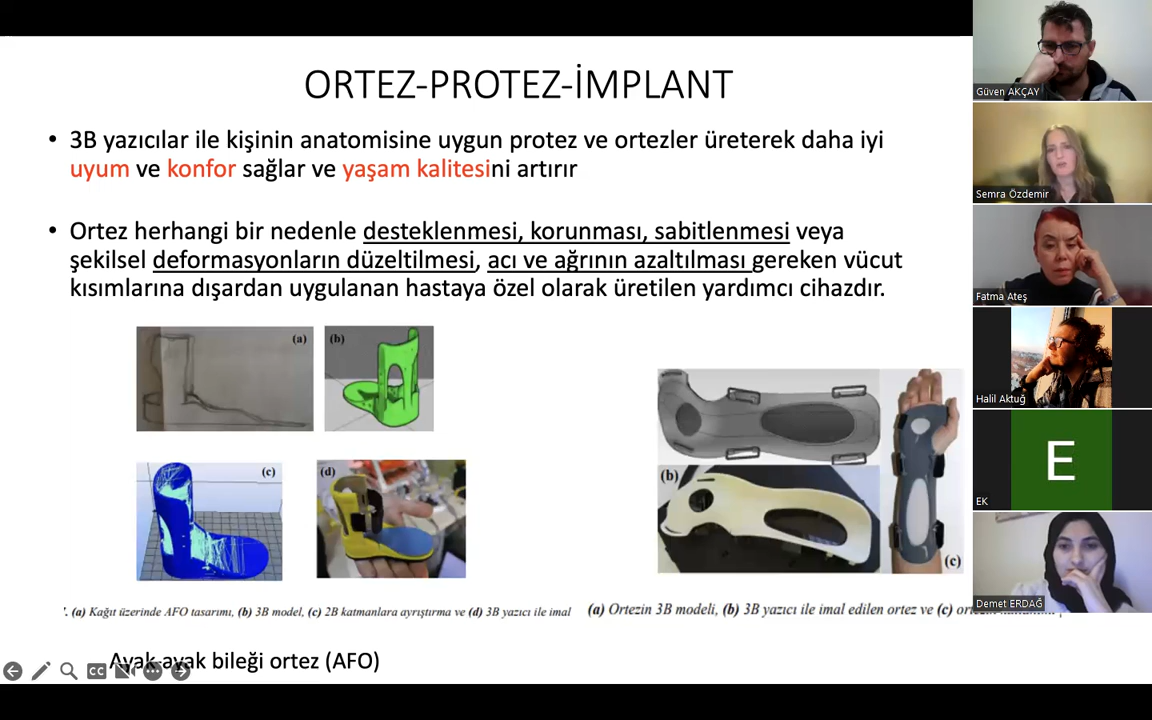 ORTEZ-PROTEZ-İMPLANT
• 3B yazıcılar ile kişinin anatomisine uygun protez ve ortezler üreterek daha iyi
uyum ve konfor sağlar ve yaşam kalitesini artırır
• Ortez herhangi bir nedenle desteklenmesi, korunması, sabitlenmesi veya
şekilsel deformasyonların düzeltilmesi, acı ve ağrının azaltılması gereken vücut
kısımlarına dışardan uygulanan hastaya özel olarak üretilen yardımcı cihazdır.
(a)
(b)
(c)
(d)
(b)
(c)
(a) Kağıt üzerinde AFO tasarımı, (b) 3B model, (c) 2B katmanlara ayrıştırma ve (d) 3B yazıcı ile imal
(a) Ortezin 3B modeli, (b) 3B yazıcı ile imal edilen ortez ve (c)
Ayak-ayak bileği ortez (AFO)
CC
Güven AKÇAY
Semra Özdemir
Fatma Ateş
Halil Aktuğ
E
EK
Demet ERDAĞ